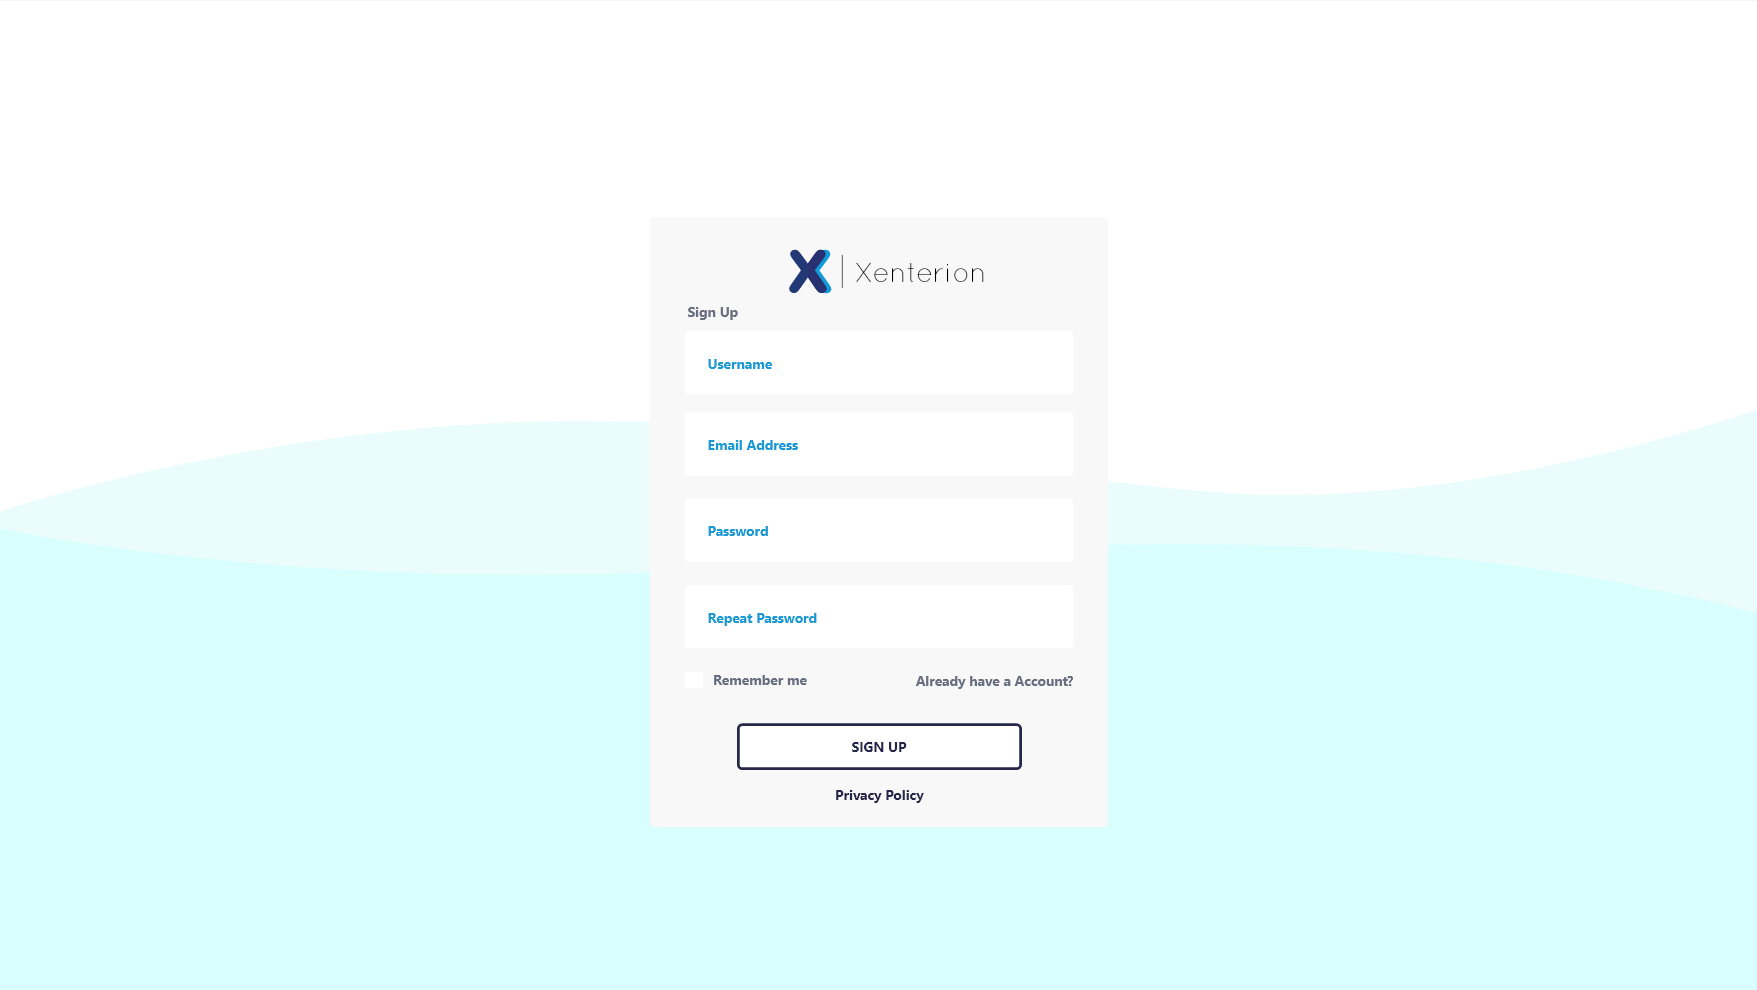 X | Xenterion
Sign Up
Username
Email Address
Password
Repeat Password
Remember me
Already have a Account?
SIGN UP
Privacy Policy